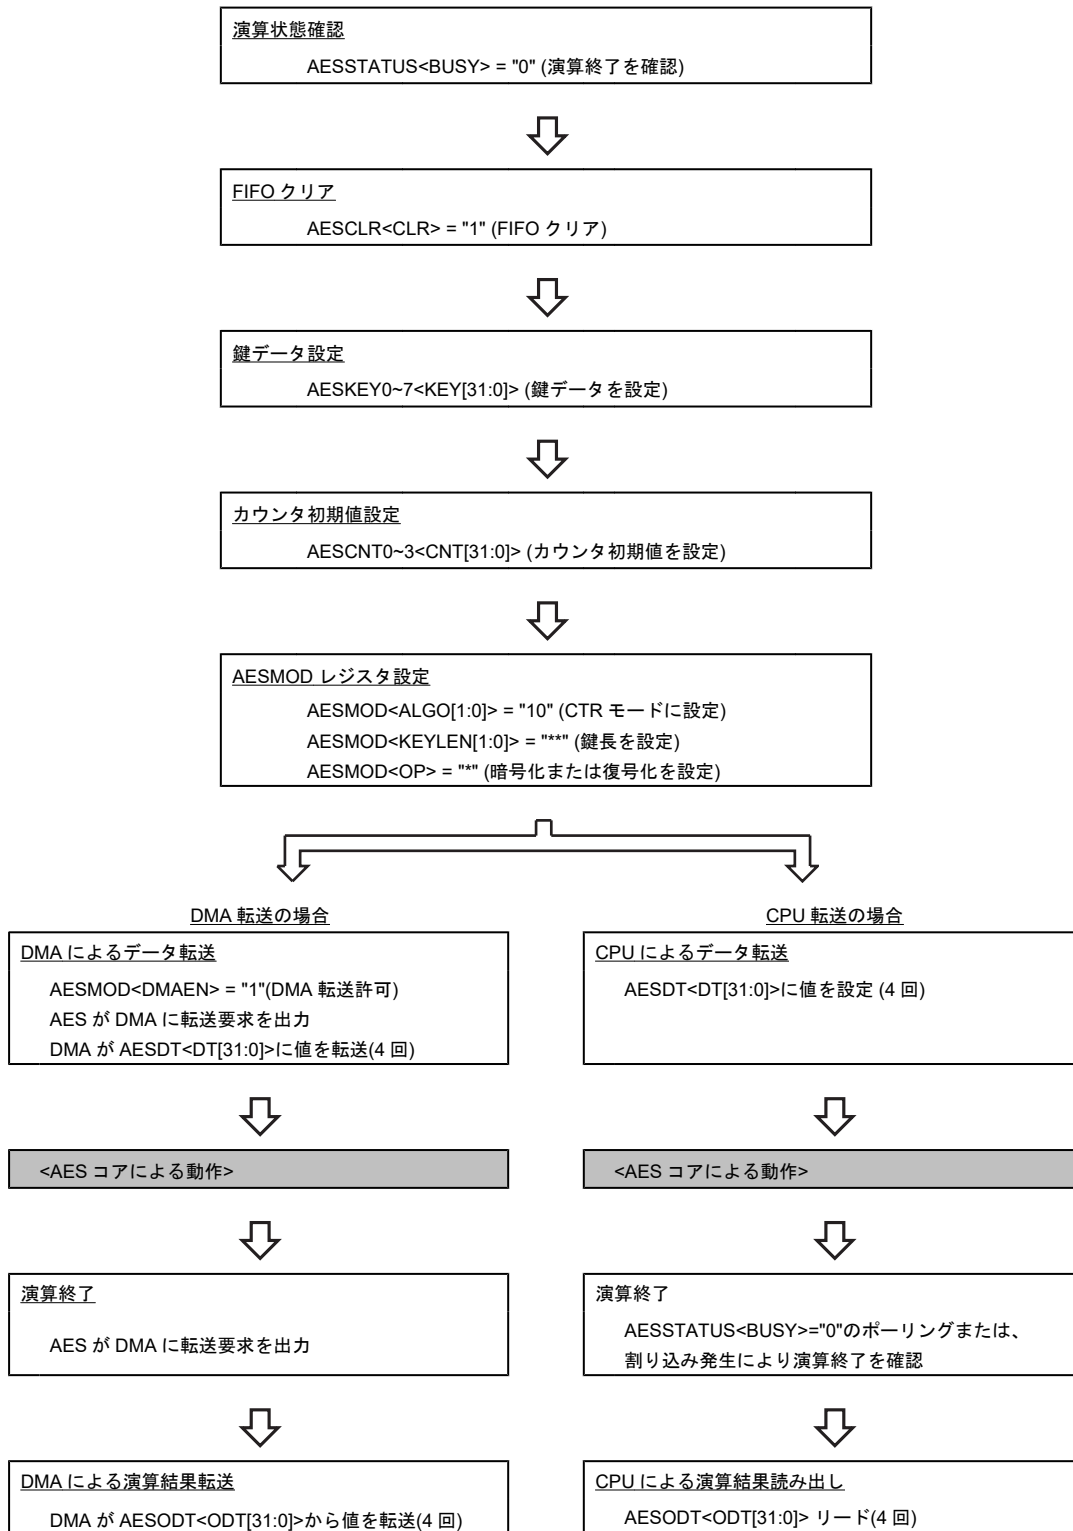 演算状態確認
AESSTATUS<BUSY> = "0" (演算終了を確認)
FIFO クリア
AESCLR<CLR> = "1" (FIFO クリア)
鍵データ設定
AESKEY0~7<KEY[31:0]> (鍵データを設定)
カウンタ初期値設定
AESCNT0~3<CNT[31:0]> (カウンタ初期値を設定)
AESMOD レジスタ設定
AESMOD<ALGO[1:0]> = "10" (CTR モードに設定)
AESMOD<KEYLEN[1:0]> = "**" (鍵長を設定)
AESMOD<OP> = "*" (暗号化または復号化を設定)
DMA 転送の場合
DMA によるデータ転送
AESMOD<DMAEN> = "1"(DMA 転送許可)
AES が DMA に転送要求を出力
DMA が AESDT<DT[31:0]>に値を転送(4 回)
<AES コアによる動作>
演算終了
AES が DMA に転送要求を出力
DMA による演算結果転送
DMA が AESODT<ODT[31:0]>から値を転送(4 回)
CPU 転送の場合
CPU によるデータ転送
AESDT<DT[31:0]>に値を設定 (4 回)
<AES コアによる動作>
演算終了
AESSTATUS<BUSY>="0"のポーリングまたは、
割り込み発生により演算終了を確認
CPU による演算結果読み出し
AESODT<ODT[31:0]> リード(4 回)